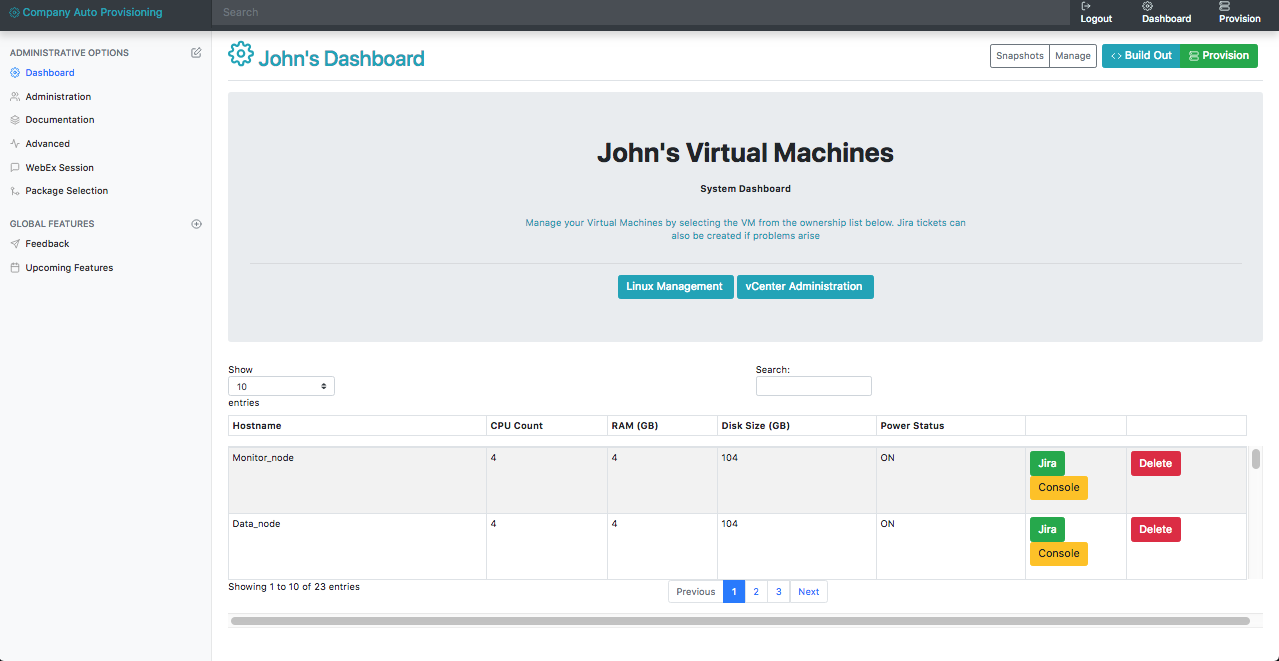 Company Auto Provisioning
Search
Logout
Dashboard
Provision
ADMINISTRATIVE OPTIONS
Dashboard
Administration
Documentation
Advanced
WebEx Session
Package Selection
GLOBAL FEATURES
Feedback
Upcoming Features
John's Dashboard
Snapshots Manage Build Out Provision
John's Virtual Machines
System Dashboard
Manage your Virtual Machines by selecting the VM from the ownership list below. Jira tickets can
also be created if problems arise
Linux Management vCenter Administration
Show
10
entries
Search:
Hostname CPU Count RAM (GB) Disk Size (GB) Power Status
Monitor_node 4 4 104 ON Jira Delete
Console
Data_node 4 4 104 ON Jira Delete
Console
Showing 1 to 10 of 23 entries
Previous 1 2 3 Next